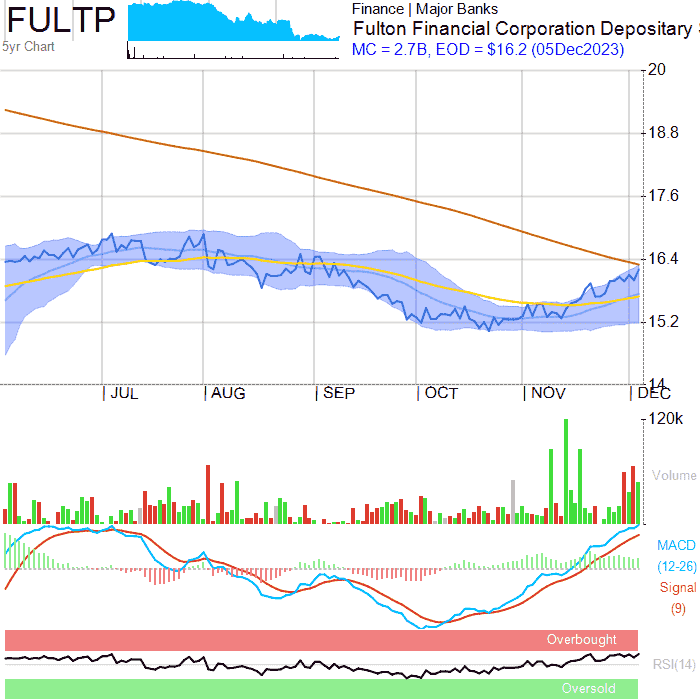 FULTP
5yr Chart
Finance | Major Banks
Fulton Financial Corporation Depositary
MC = 2.7B, EOD = $16.2 (05Dec2023)
20
18.8
17.6
16.4
15.2
14
JUL AUG SEP OCT NOV DEC
120k
Volume
MACD
(12-26)
Signal
(9)
Overbought
RSI(14)
Oversold